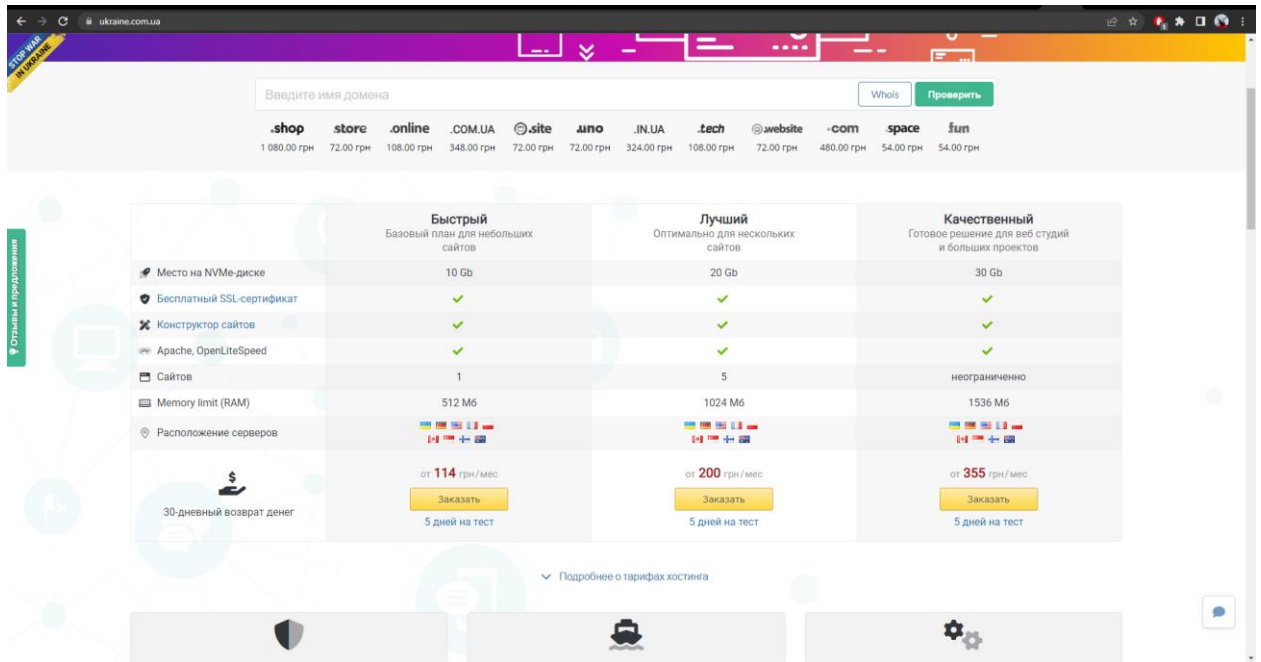 ukraine.com.ua
STOP WAR
IN UKRAINE
Введите имя домена
Whois
Проверить
.shop .store .online .COM.UA .site .uno .IN.UA .tech .website .com .space .fun
1 080.00 грн 72.00 грн 108.00 грн 348.00 грн 72.00 грн 72.00 грн 324.00 грн 108.00 грн 72.00 грн 480.00 грн 54.00 грн 54.00 грн
Отзывы и предложения
Быстрый
Базовый план для небольших
сайтов
Лучший
Оптимально для нескольких
сайтов
Качественный
Готовое решение для веб студий
и больших проектов
Место на NVMe-диске 10 Gb 20 Gb 30 Gb
Бесплатный SSL-сертификат
Конструктор сайтов
Apache, OpenLiteSpeed
Сайтов 1 5 неограниченно
Memory limit (RAM) 512 Мб 1024 Мб 1536 Мб
Расположение серверов
30-дневный возврат денег
от 114 грн/мес от 200 грн/мес от 355 грн/мес
Заказать Заказать Заказать
5 дней на тест 5 дней на тест 5 дней на тест
Подробнее о тарифах хостинга